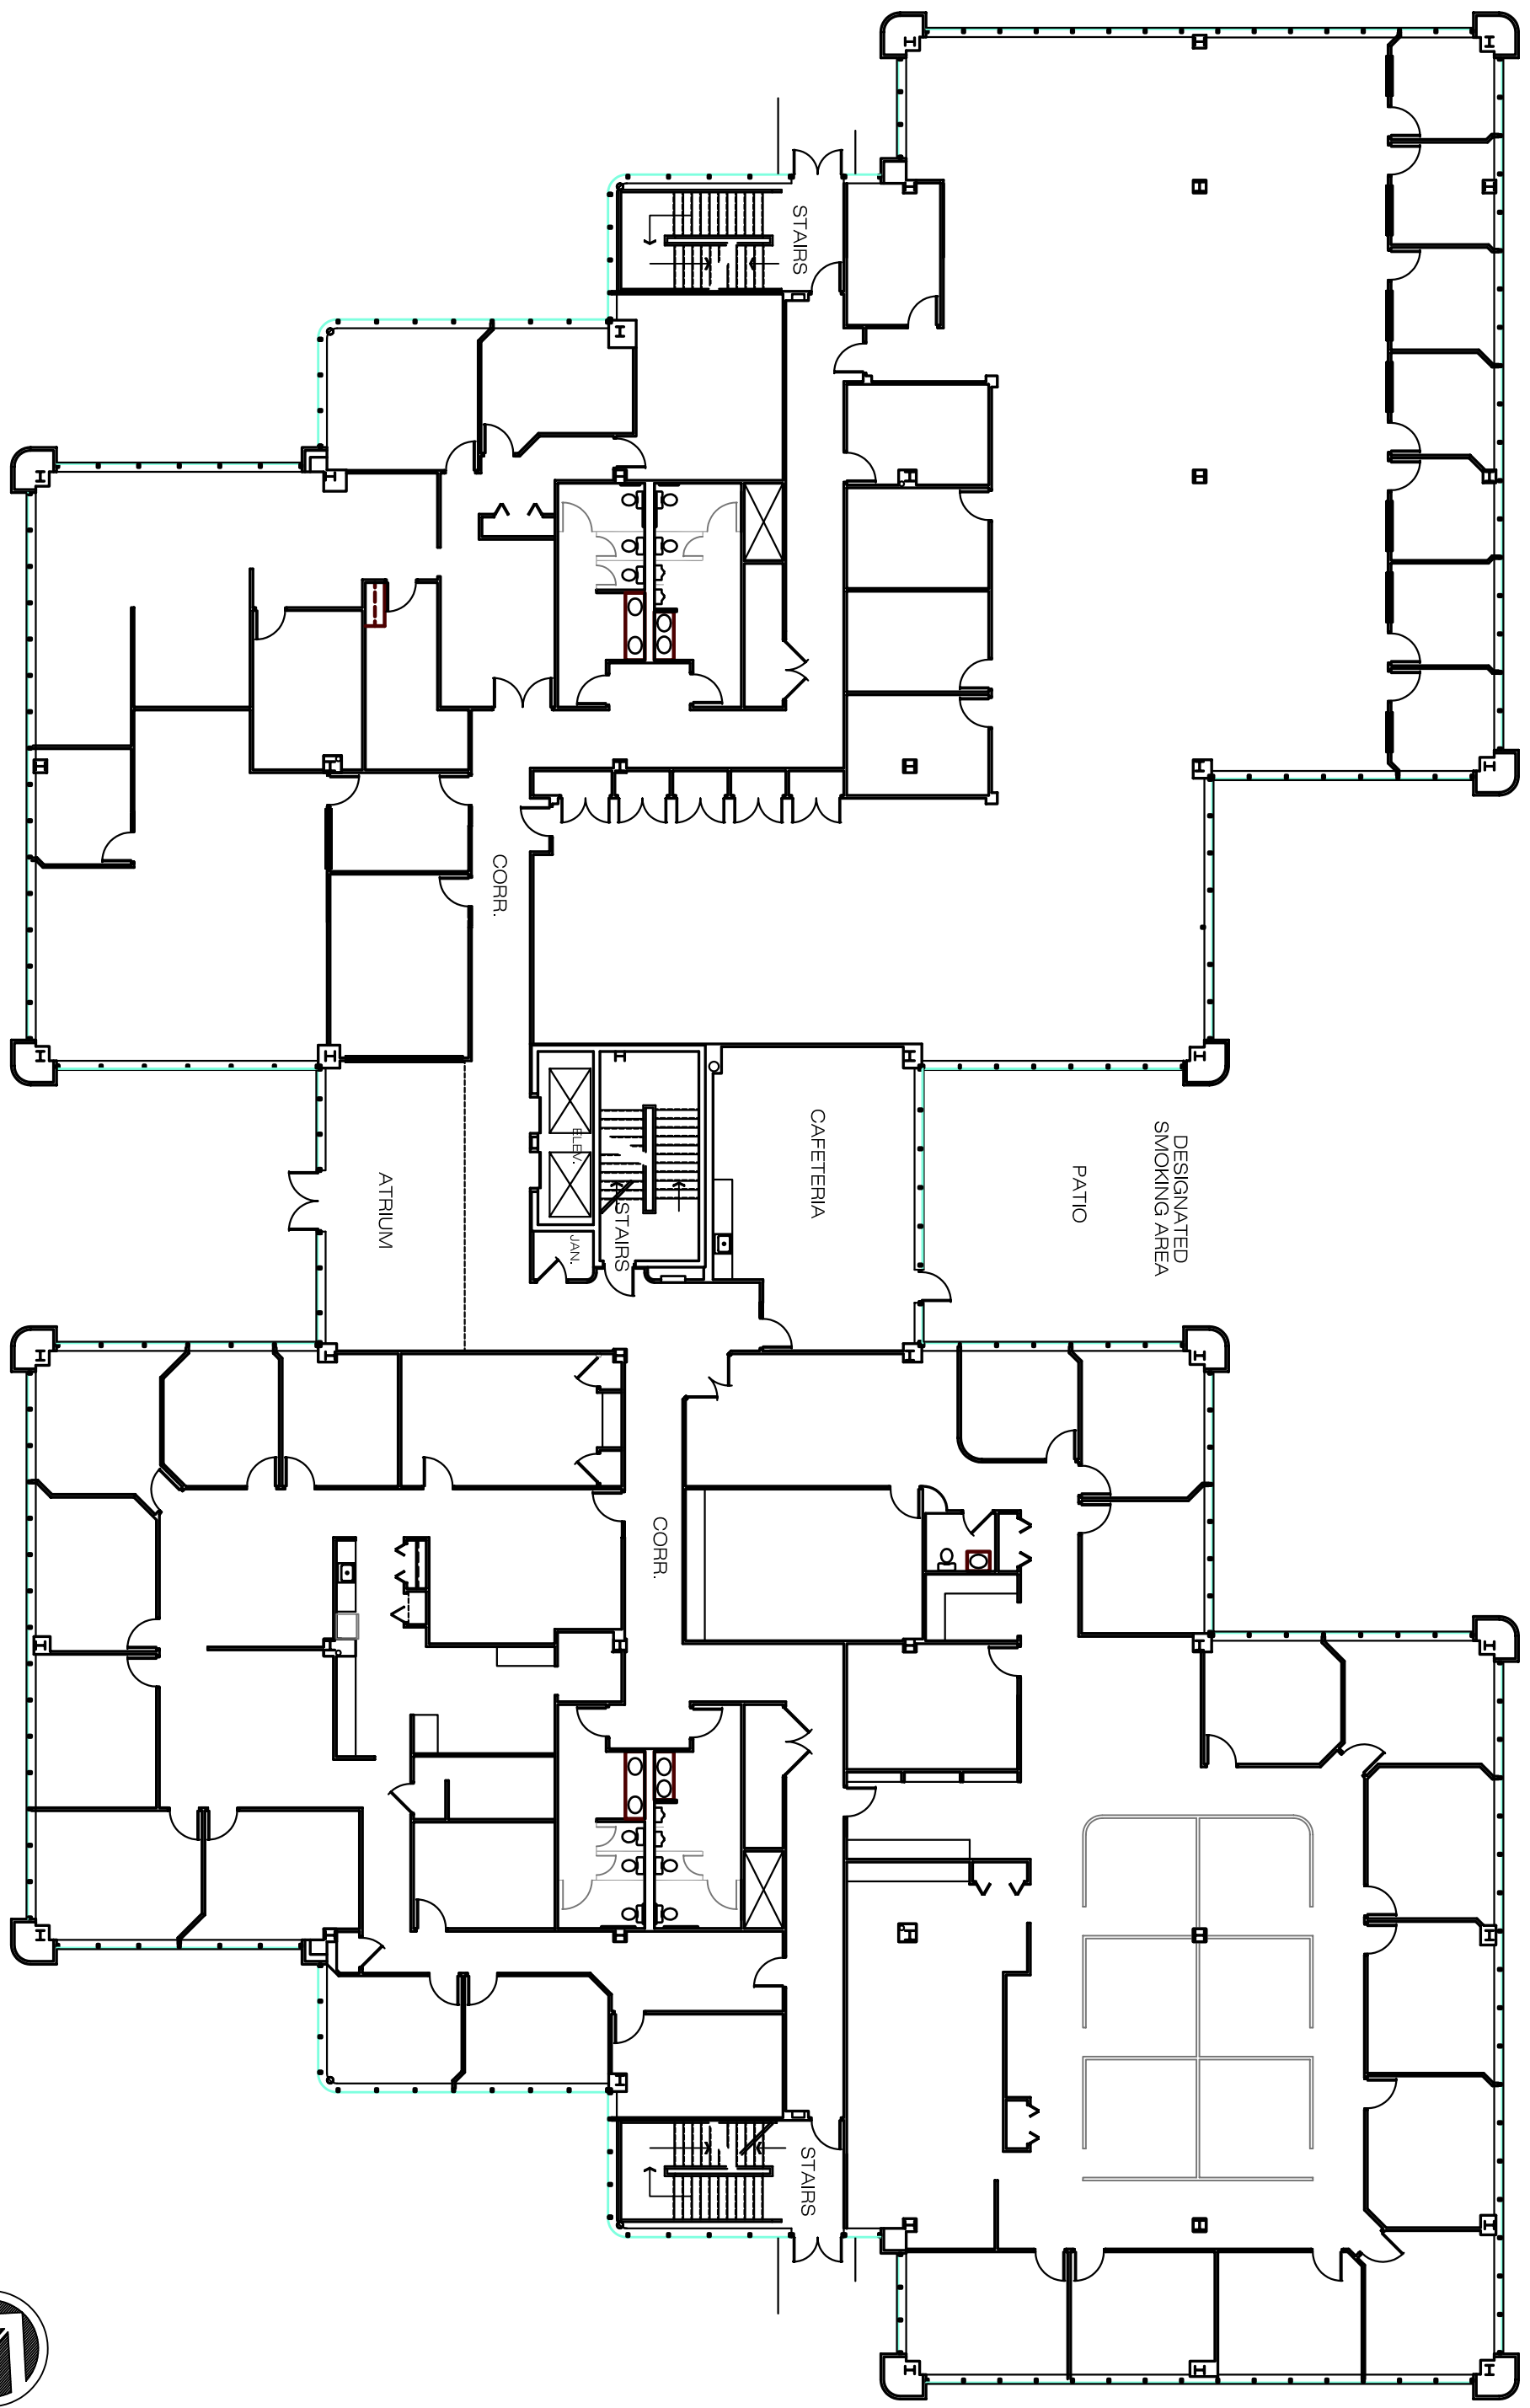 STAIRS
CORR.
ELEV.
STAIRS
JAN.
CAFETERIA
ATRIUM
PATIO
DESIGNATED
SMOKING AREA
CORR.
STAIRS